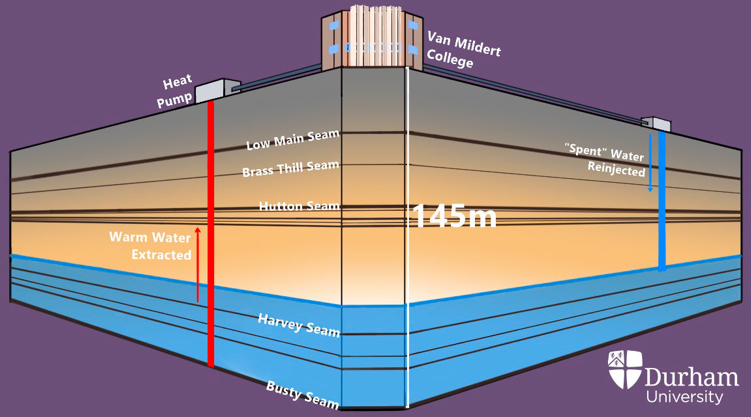 Van Mildert
College
Heat
Pump
Low Main Seam
"Spent" Water
Reinjected
Brass Thill Seam
Hutton Seam
145m
Warm Water
Extracted
Harvey Seam
Busty Seam
Durham
University